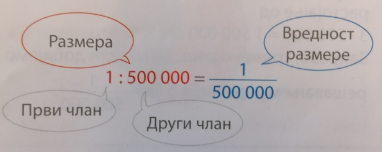 Размера
Вредност
размере
1 : 500 000 = 1/500 000
Први члан
Други члан